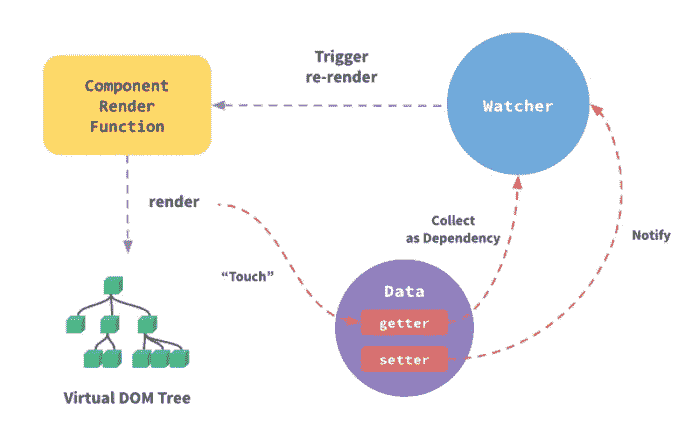 Trigger
re-render
Component
Render
Function
Watcher
render
Collect
as Dependency
Notify
“Touch”
Data
getter
setter
Virtual DOM Tree